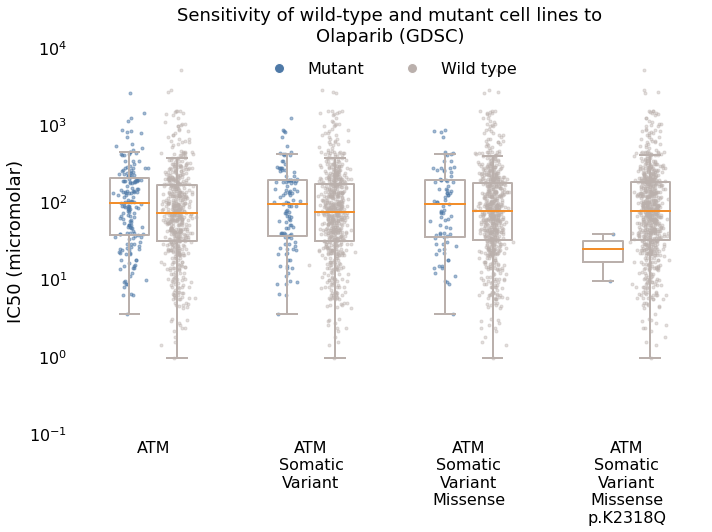 Sensitivity of wild-type and mutant cell lines to
Olaparib (GDSC)
Mutant
Wild type
IC50 (micromolar)
10⁴
10³
10²
10¹
10⁰
10⁻¹
ATM
ATM
Somatic
Variant
ATM
Somatic
Variant
Missense
ATM
Somatic
Variant
Missense
p.K2318Q